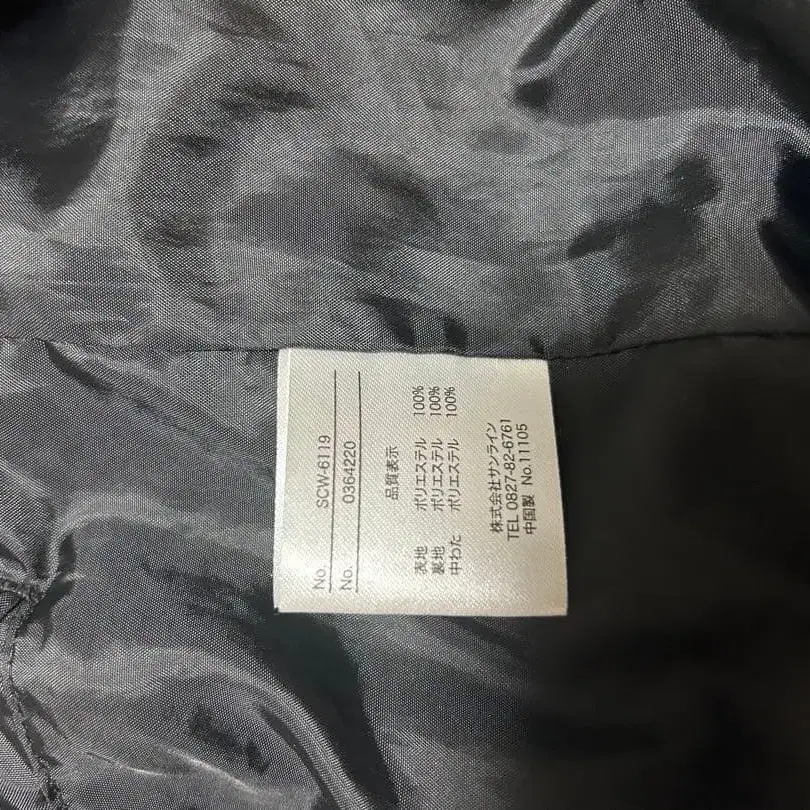 No. SCW-6119
No. 0364220
品質表示
表地 ポリエステル 100%
裏地 ポリエステル 100%
中わた ポリエステル 100%
株式会社サンライン
TEL 0827-82-6761
中国製 No.11105